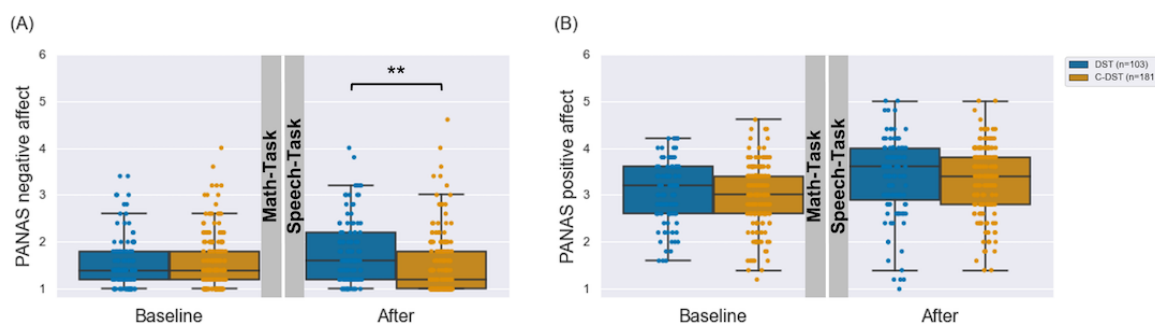 (A)
PANAS negative affect
6
5
4
3
2
1
**
Math-Task
Speech-Task
Baseline
After
(B)
PANAS positive affect
6
5
4
3
2
1
Math-Task
Speech-Task
Baseline
After
DST (n=103)
C-DST (n=181)